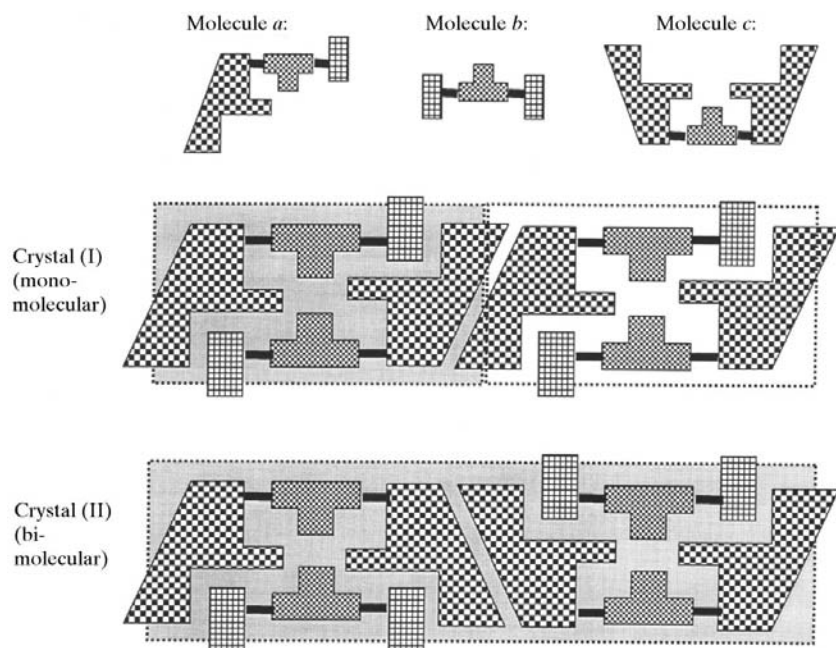 Molecule a:
Molecule b:
Molecule c:
Crystal (I)
(mono-
molecular)
Crystal (II)
(bi-
molecular)